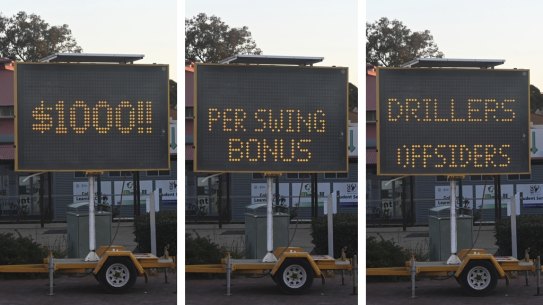 $1000!!
PER SWING
BONUS
DRILLERS
OFFSIDERS